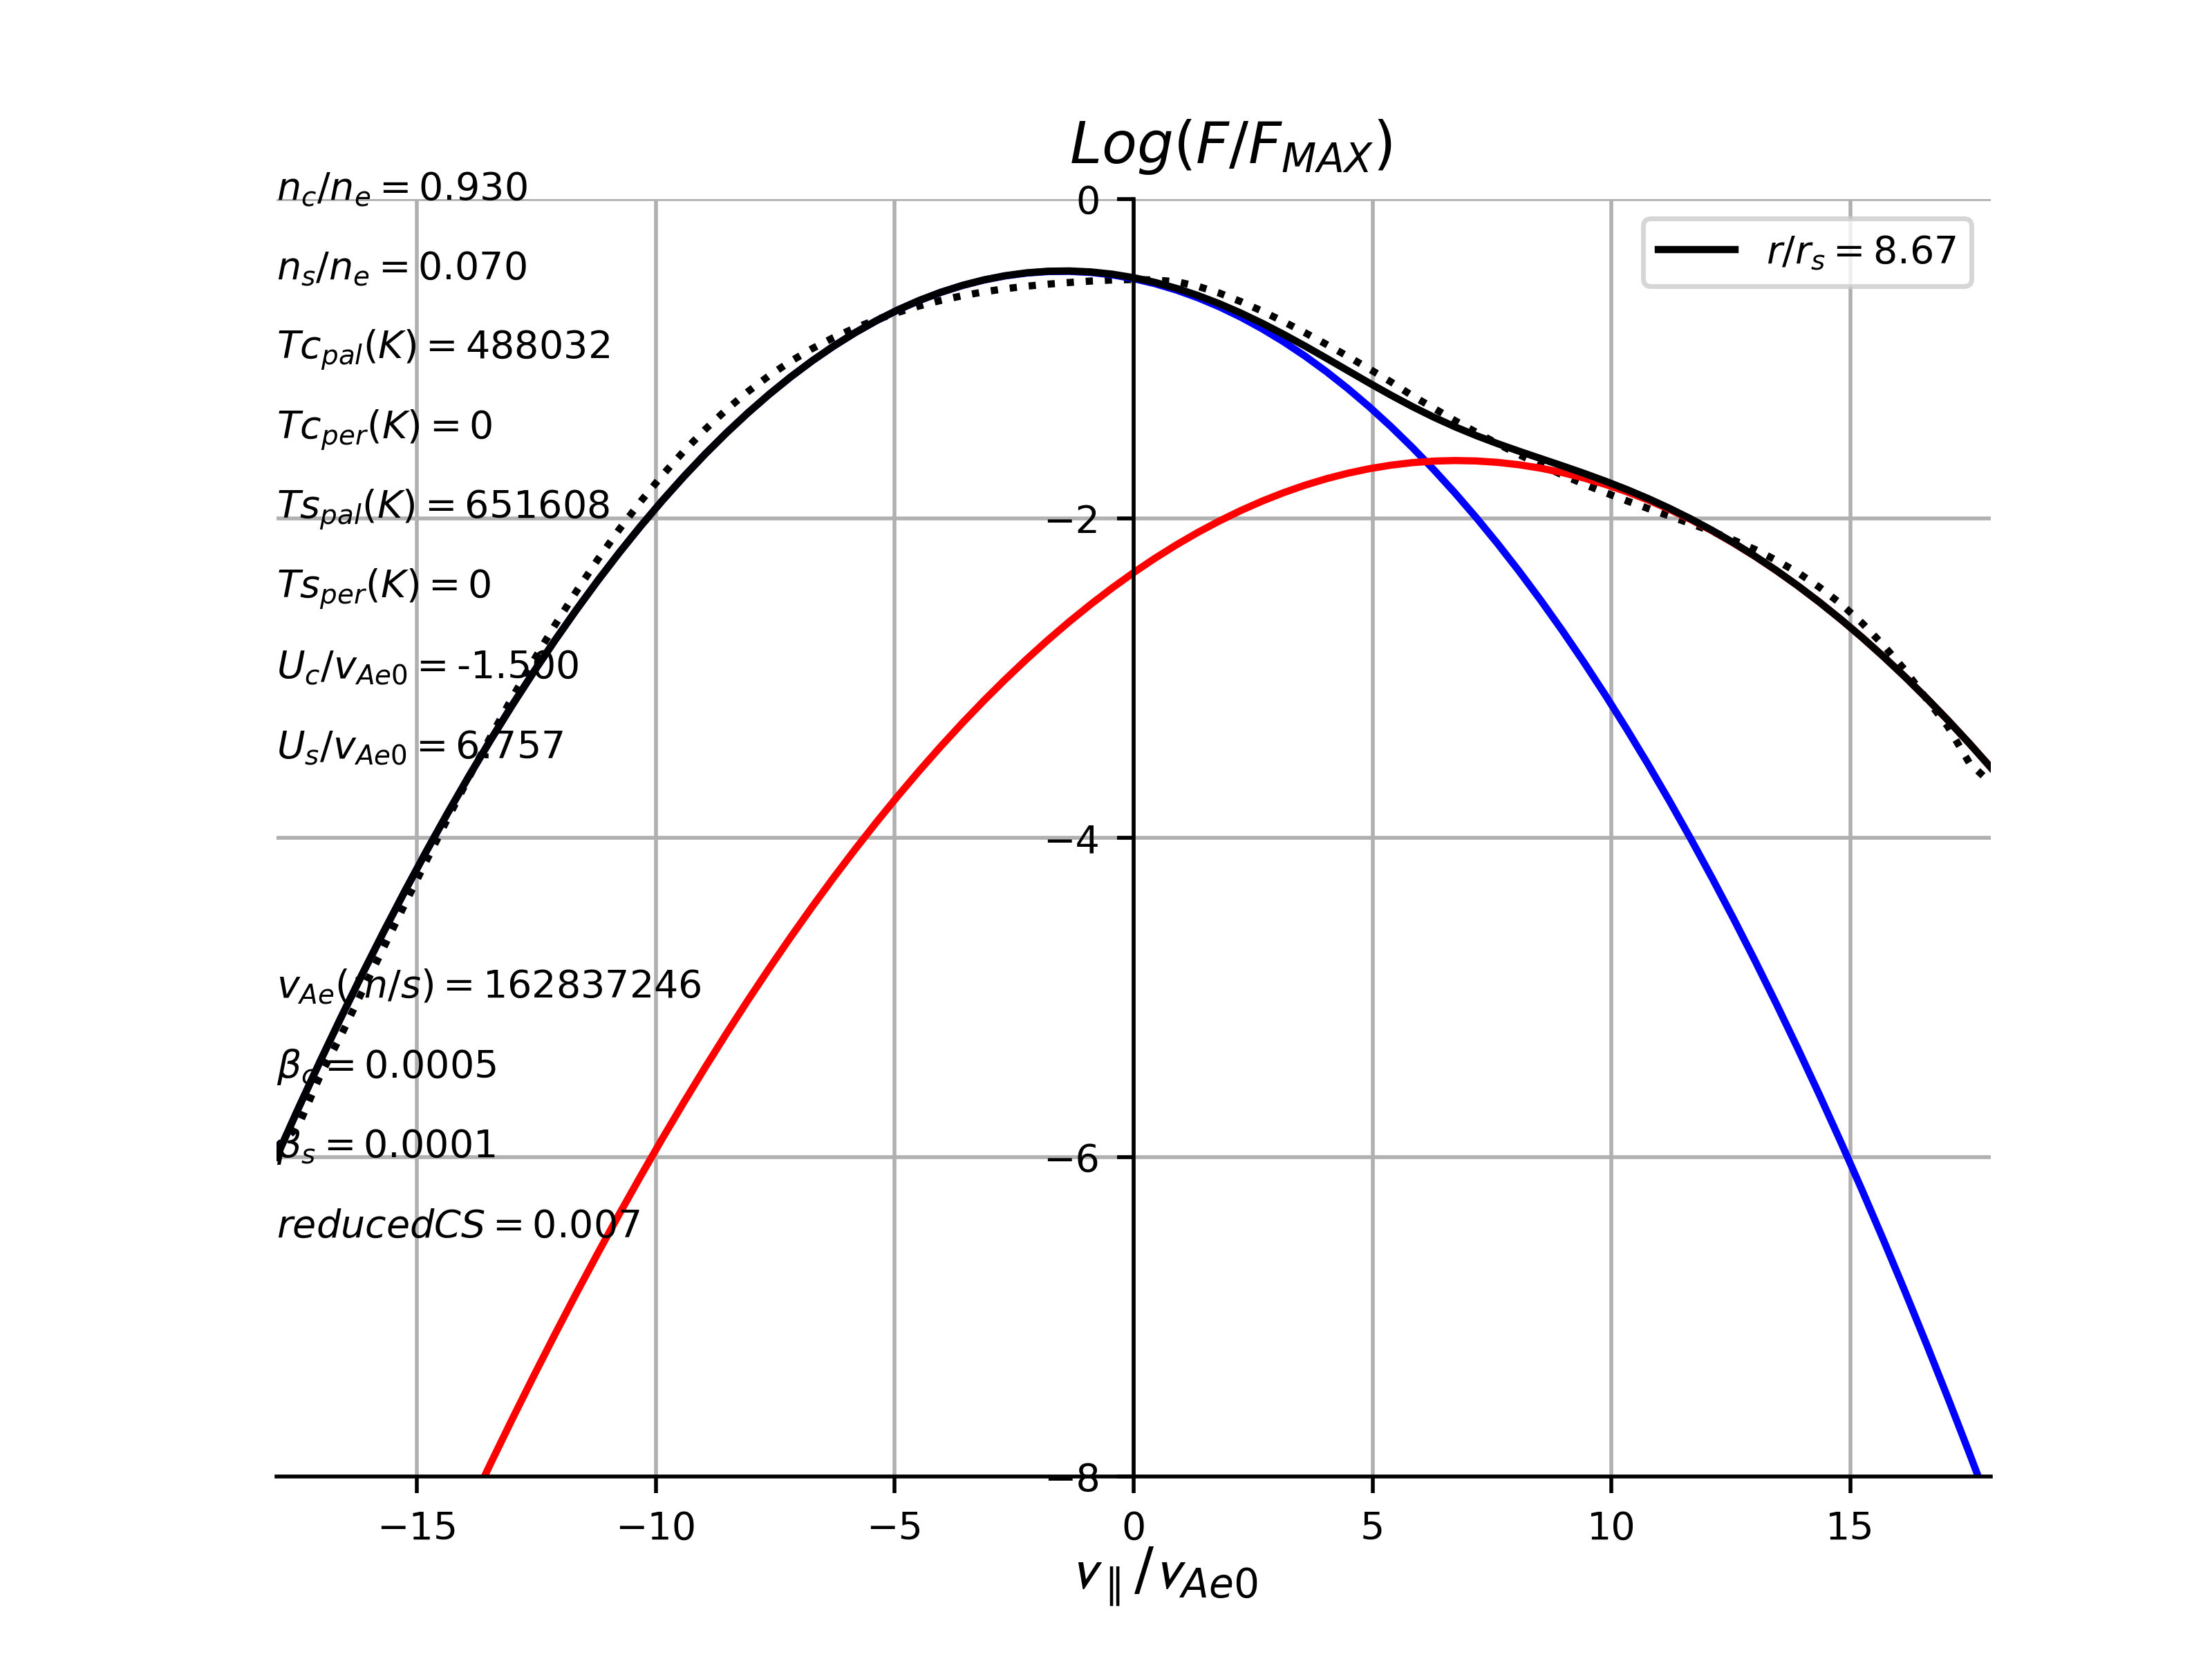 Log(F/F_MAX)
n_c/n_e = 0.930
0
r/r_s = 8.67
n_s/n_e = 0.070
Tc_pal(K) = 488032
Tc_per(K) = 0
Ts_pal(K) = 651608
−2
Ts_per(K) = 0
U_c/v_Ae0 = -1.500
U_s/v_Ae0 = 6.757
−4
v_Ae(m/s) = 162837246
β_c = 0.0005
β_s = 0.0001
−6
reducedCS = 0.007
−8
−15 −10 −5 0 5 10 15
v_∥/v_Ae0